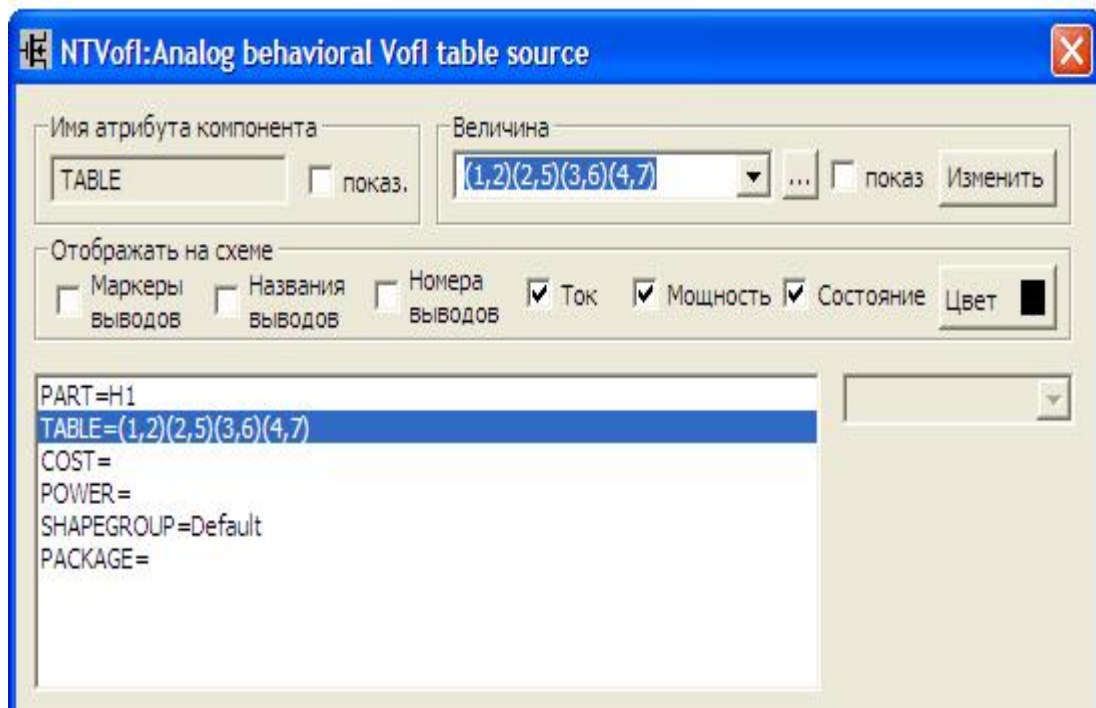 NTVofI:Analog behavioral VofI table source
Имя атрибута компонента
Величина
TABLE
показ.
(1,2)(2,5)(3,6)(4,7)
...
показ
Изменить
Отображать на схеме
Маркеры выводов
Названия выводов
Номера выводов
Ток
Мощность
Состояние
Цвет
PART=H1
TABLE=(1,2)(2,5)(3,6)(4,7)
COST=
POWER=
SHAPEGROUP=Default
PACKAGE=